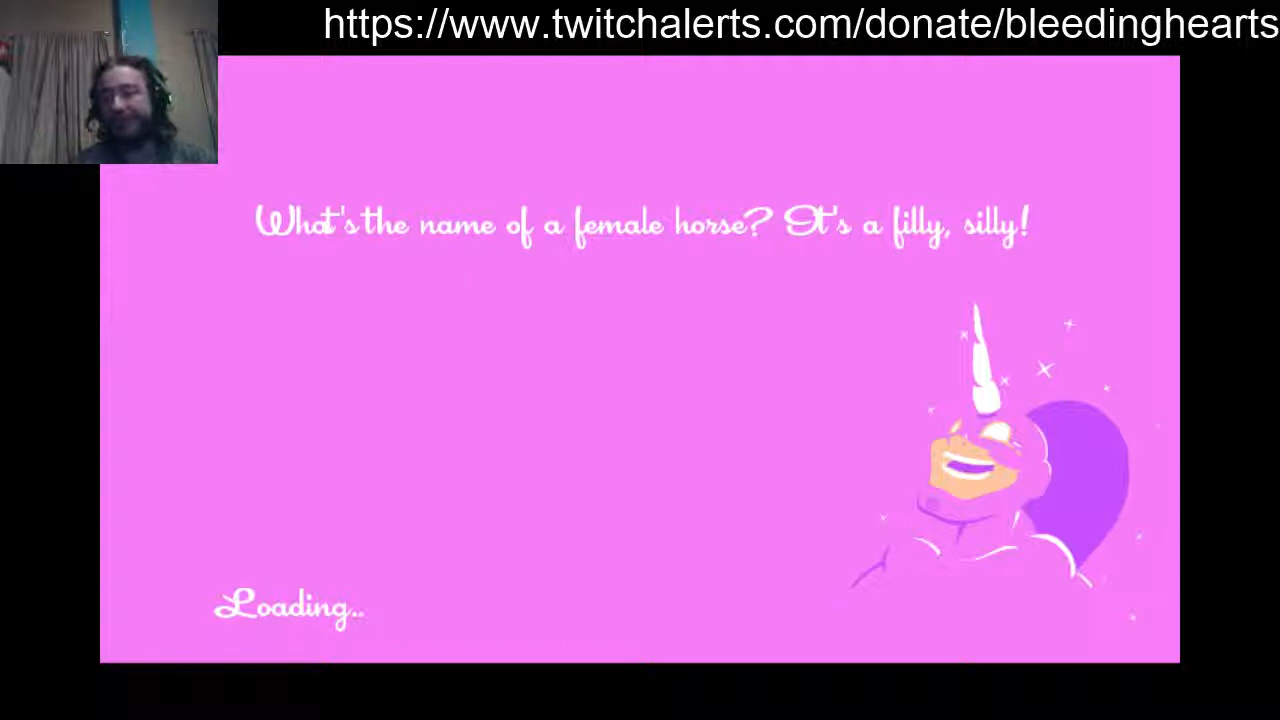 https://www.twitchalerts.com/donate/bleedinghearts
What's the name of a female horse? It's a filly, silly!
Loading..